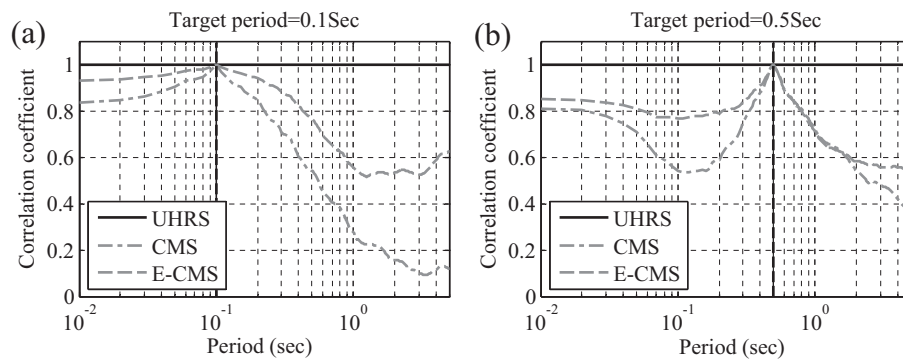 (a)
Target period=0.1Sec
Correlation coefficient
1
0.8
0.6
0.4
0.2
0
UHRS
CMS
E-CMS
10^-2
10^-1
10^0
Period (sec)
(b)
Target period=0.5Sec
Correlation coefficient
1
0.8
0.6
0.4
0.2
0
UHRS
CMS
E-CMS
10^-2
10^-1
10^0
Period (sec)